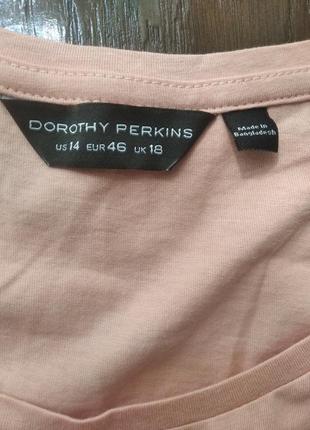 DOROTHY PERKINS
US 14 EUR 46 UK 18
Made in
Bangladesh